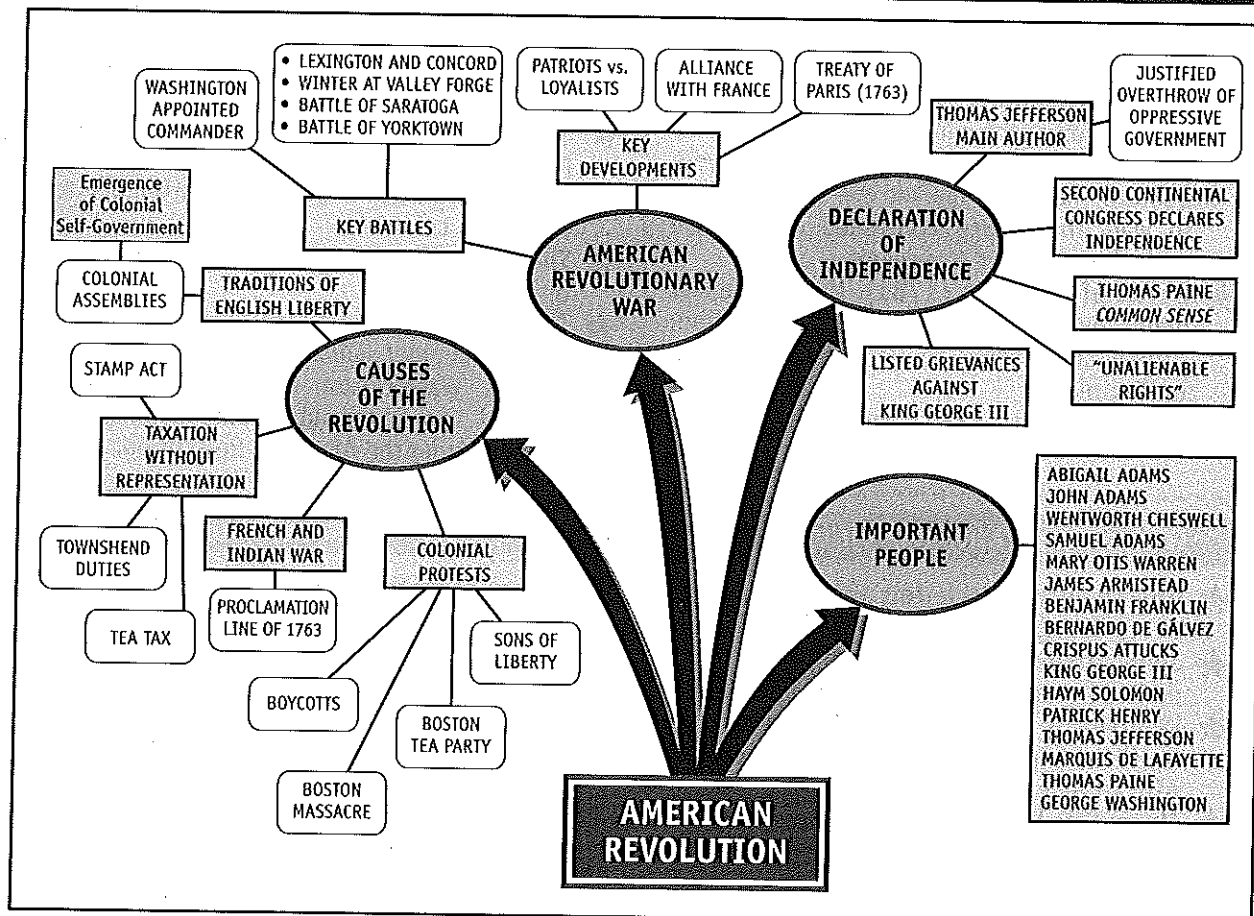 WASHINGTON
APPOINTED
COMMANDER
• LEXINGTON AND CONCORD
• WINTER AT VALLEY FORGE
• BATTLE OF SARATOGA
• BATTLE OF YORKTOWN
KEY BATTLES
PATRIOTS vs.
LOYALISTS
ALLIANCE
WITH FRANCE
TREATY OF
PARIS (1763)
KEY
DEVELOPMENTS
AMERICAN
REVOLUTIONARY
WAR
THOMAS JEFFERSON
MAIN AUTHOR
JUSTIFIED
OVERTHROW OF
OPPRESSIVE
GOVERNMENT
DECLARATION
OF
INDEPENDENCE
SECOND CONTINENTAL
CONGRESS DECLARES
INDEPENDENCE
THOMAS PAINE
COMMON SENSE
"UNALIENABLE
RIGHTS"
LISTED GRIEVANCES
AGAINST
KING GEORGE III
Emergence
of Colonial
Self-Government
COLONIAL
ASSEMBLIES
TRADITIONS OF
ENGLISH LIBERTY
CAUSES
OF THE
REVOLUTION
STAMP ACT
TAXATION
WITHOUT
REPRESENTATION
TOWNSHEND
DUTIES
TEA TAX
FRENCH AND
INDIAN WAR
PROCLAMATION
LINE OF 1763
COLONIAL
PROTESTS
BOYCOTTS
BOSTON
MASSACRE
BOSTON
TEA PARTY
SONS OF
LIBERTY
IMPORTANT
PEOPLE
ABIGAIL ADAMS
JOHN ADAMS
WENTWORTH CHESWELL
SAMUEL ADAMS
MARY OTIS WARREN
JAMES ARMISTEAD
BENJAMIN FRANKLIN
BERNARDO DE GÁLVEZ
CRISPUS ATTUCKS
KING GEORGE III
HAYM SOLOMON
PATRICK HENRY
THOMAS JEFFERSON
MARQUIS DE LAFAYETTE
THOMAS PAINE
GEORGE WASHINGTON
AMERICAN
REVOLUTION